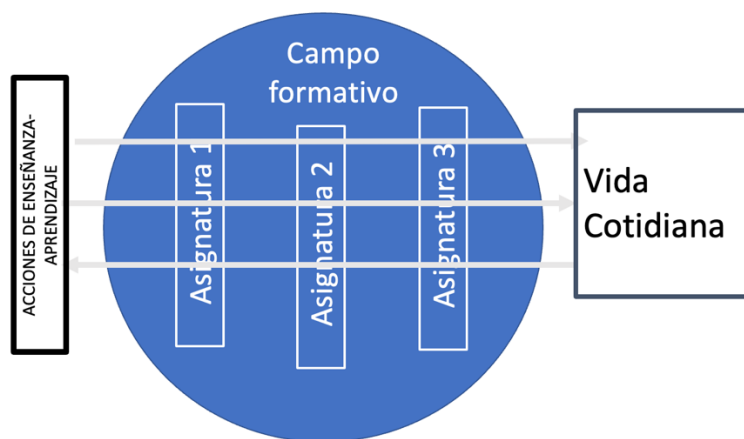 Campo
formativo
ACCIONES DE ENSEÑANZA-
APRENDIZAJE
Asignatura 1
Asignatura 2
Asignatura 3
Vida
Cotidiana